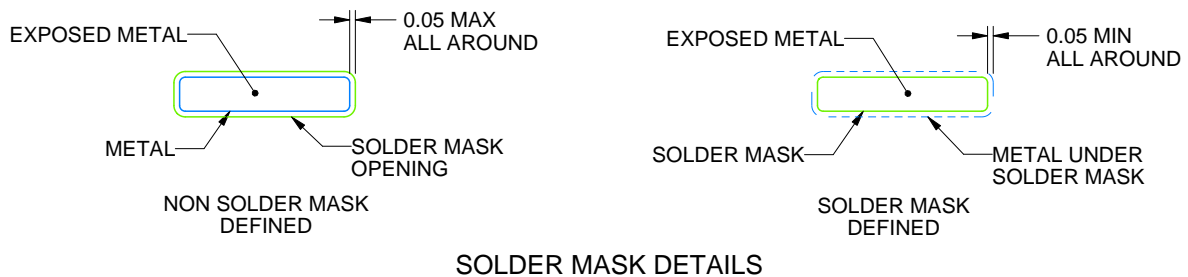 0.05 MAX
ALL AROUND
EXPOSED METAL
METAL
SOLDER MASK
OPENING
NON SOLDER MASK
DEFINED
0.05 MIN
ALL AROUND
EXPOSED METAL
SOLDER MASK
METAL UNDER
SOLDER MASK
SOLDER MASK
DEFINED
SOLDER MASK DETAILS